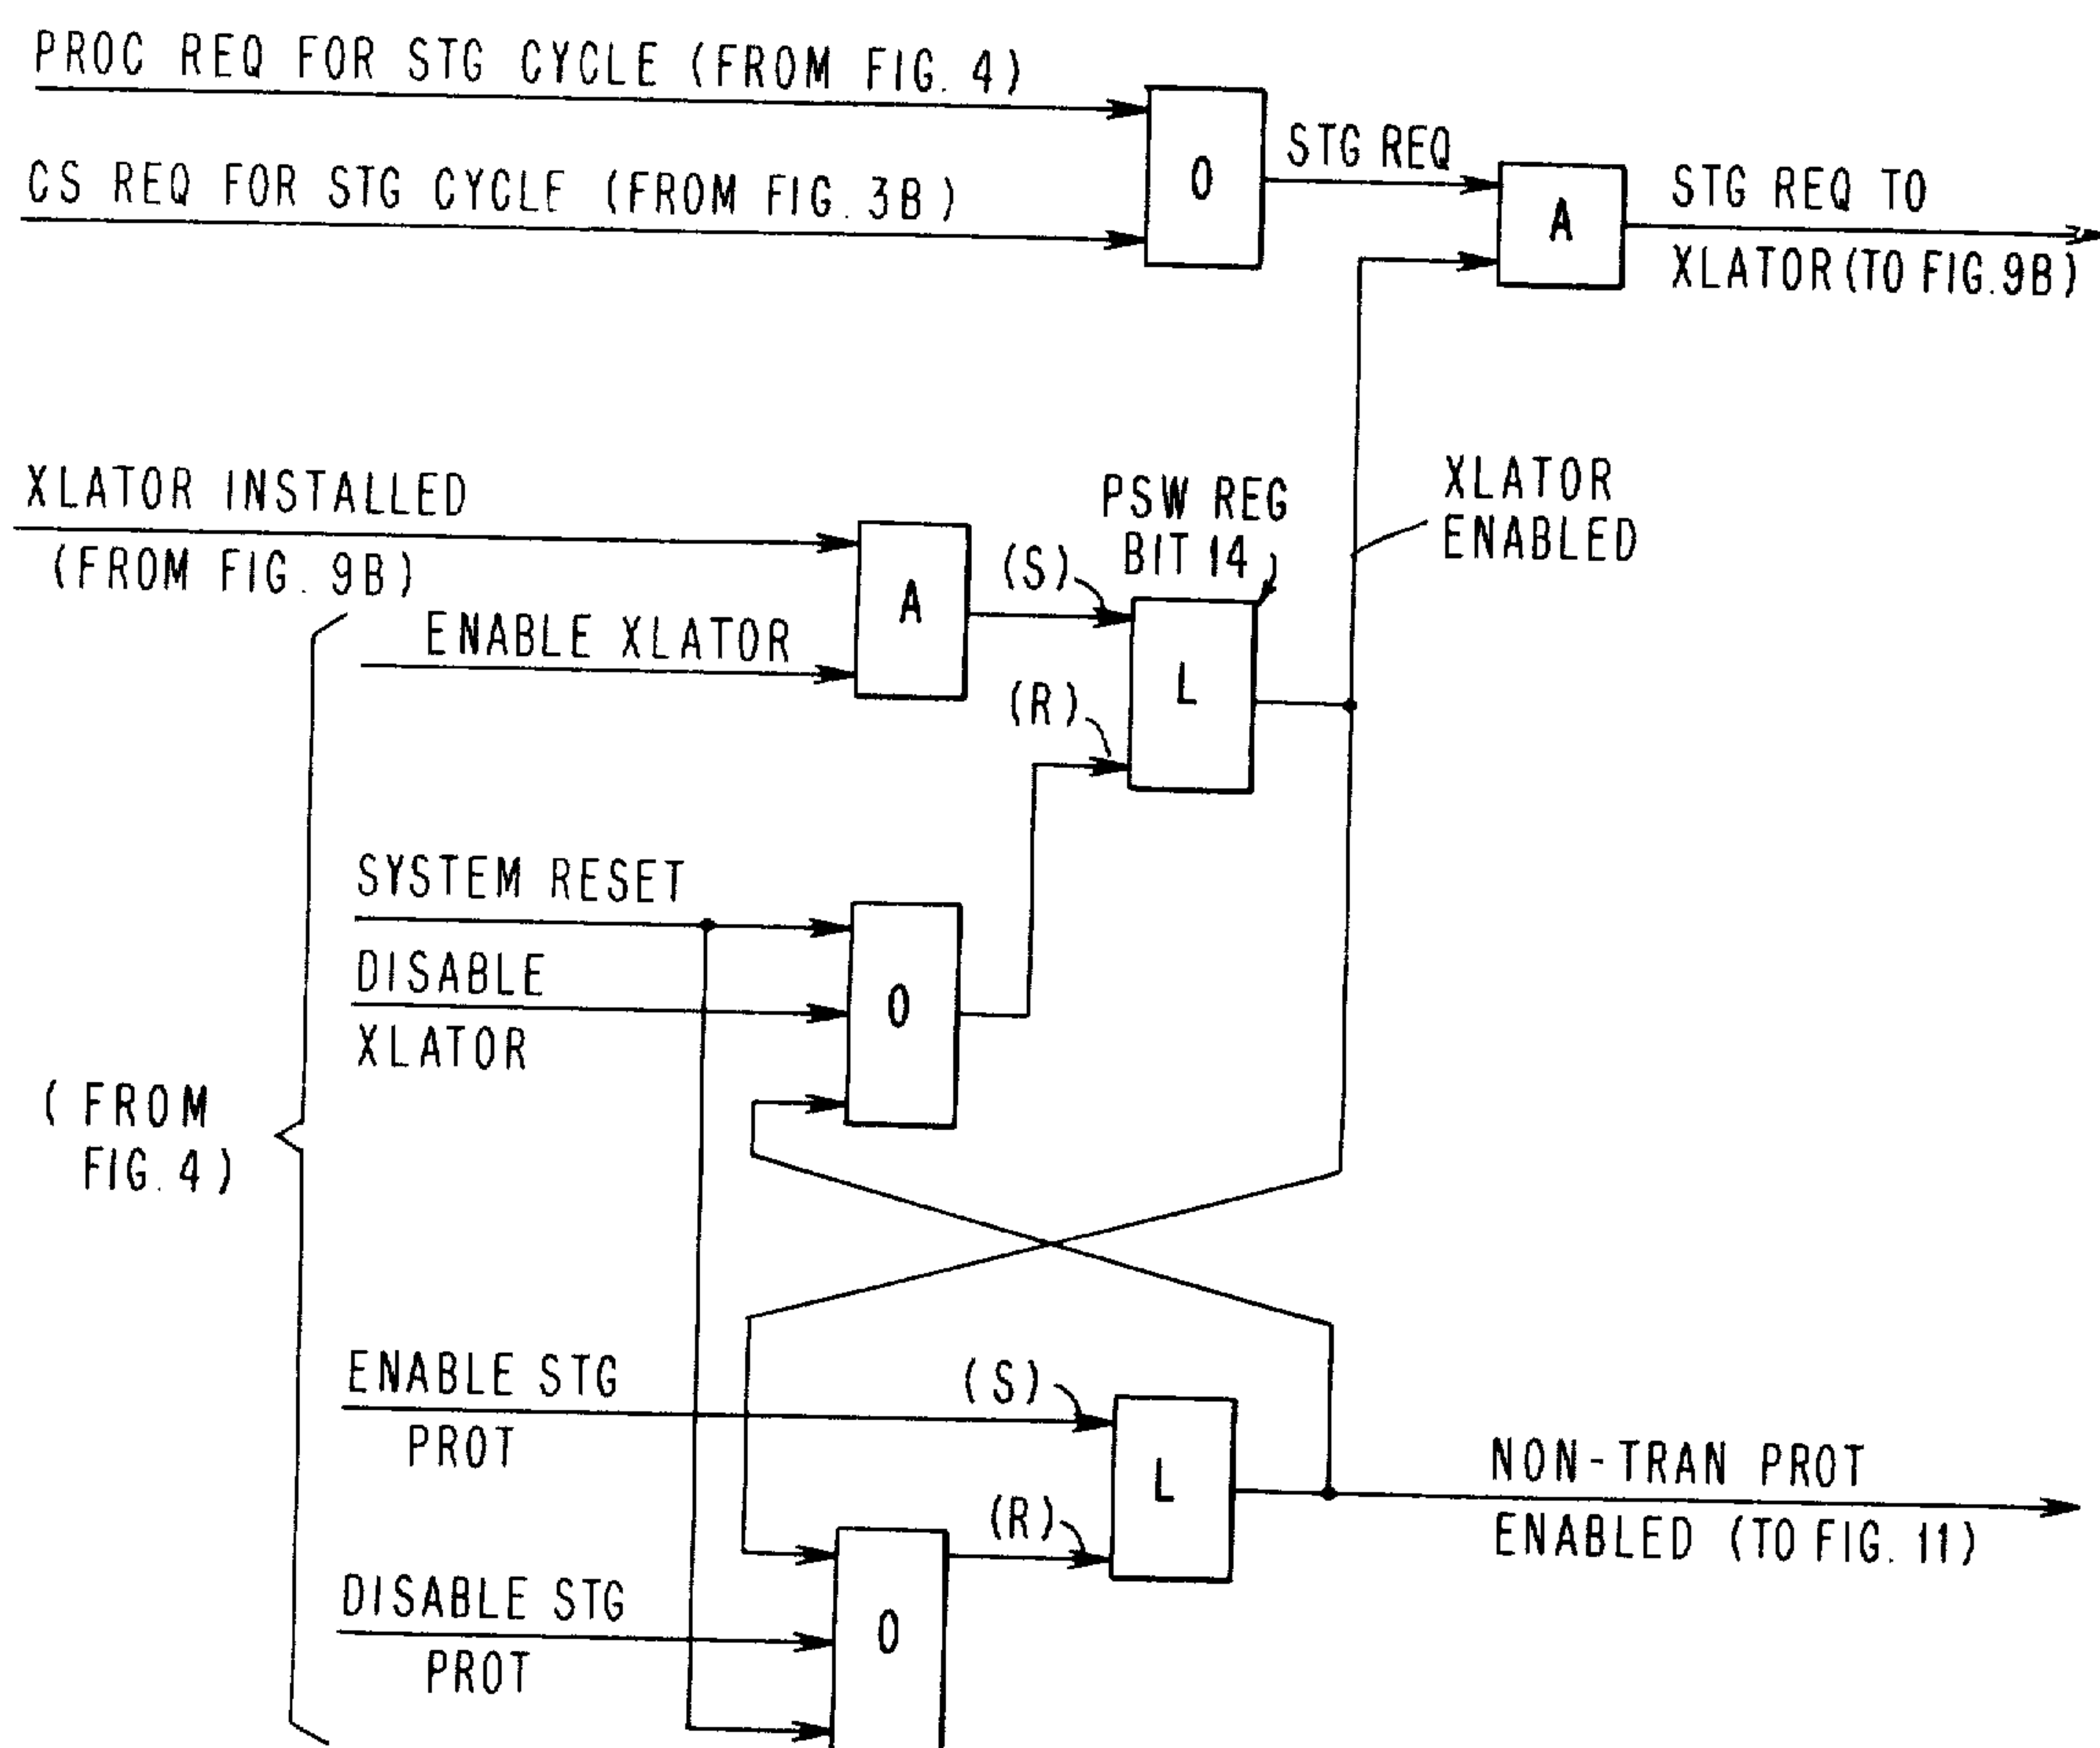 PROC REQ FOR STG CYCLE (FROM FIG. 4)
CS REQ FOR STG CYCLE (FROM FIG. 3B)
O
STG REQ
A
STG REQ TO
XLATOR (TO FIG. 9B)
XLATOR INSTALLED
(FROM FIG. 9B)
ENABLE XLATOR
A
(S)
PSW REG
BIT 14
(R)
L
XLATOR
ENABLED
SYSTEM RESET
DISABLE
XLATOR
O
(FROM
FIG. 4)
ENABLE STG
PROT
(S)
L
(R)
NON-TRAN PROT
ENABLED (TO FIG. 11)
DISABLE STG
PROT
O